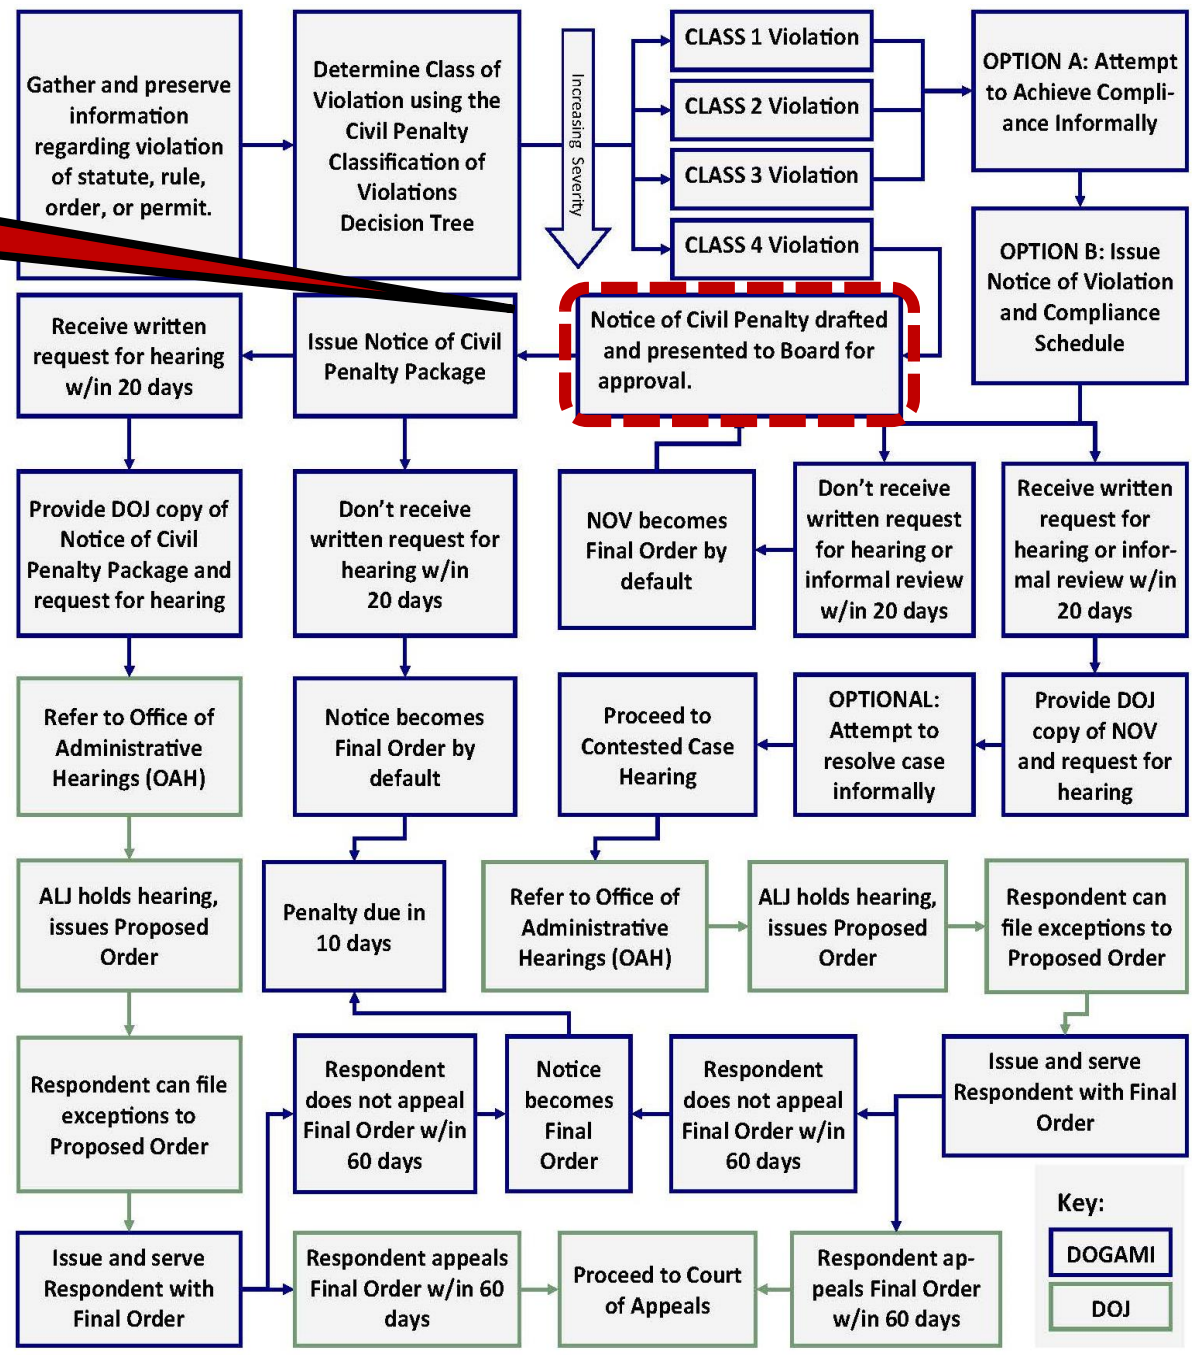 Gather and preserve
information
regarding violation
of statute, rule,
order, or permit.
Determine Class of
Violation using the
Civil Penalty
Classification of
Violations
Decision Tree
Increasing Severity
CLASS 1 Violation
CLASS 2 Violation
CLASS 3 Violation
CLASS 4 Violation
OPTION A: Attempt
to Achieve Compli-
ance Informally
OPTION B: Issue
Notice of Violation
and Compliance
Schedule
Receive written
request for hearing
w/in 20 days
Issue Notice of Civil
Penalty Package
Notice of Civil Penalty drafted
and presented to Board for
approval.
Provide DOJ copy of
Notice of Civil
Penalty Package and
request for hearing
Don't receive
written request for
hearing w/in
20 days
NOV becomes
Final Order by
default
Don't receive
written request
for hearing or
informal review
w/in 20 days
Receive written
request for
hearing or infor-
mal review w/in
20 days
Refer to Office of
Administrative
Hearings (OAH)
Notice becomes
Final Order by
default
Proceed to
Contested Case
Hearing
OPTIONAL:
Attempt to
resolve case
informally
Provide DOJ
copy of NOV
and request for
hearing
ALJ holds hearing,
issues Proposed
Order
Penalty due in
10 days
Refer to Office of
Administrative
Hearings (OAH)
ALJ holds hearing,
issues Proposed
Order
Respondent can
file exceptions to
Proposed Order
Respondent can file
exceptions to
Proposed Order
Respondent
does not appeal
Final Order w/in
60 days
Notice
becomes
Final
Order
Respondent
does not appeal
Final Order w/in
60 days
Issue and serve
Respondent with Final
Order
Issue and serve
Respondent with
Final Order
Respondent appeals
Final Order w/in 60
days
Proceed to Court
of Appeals
Respondent ap-
peals Final Order
w/in 60 days
Key:
DOGAMI
DOJ